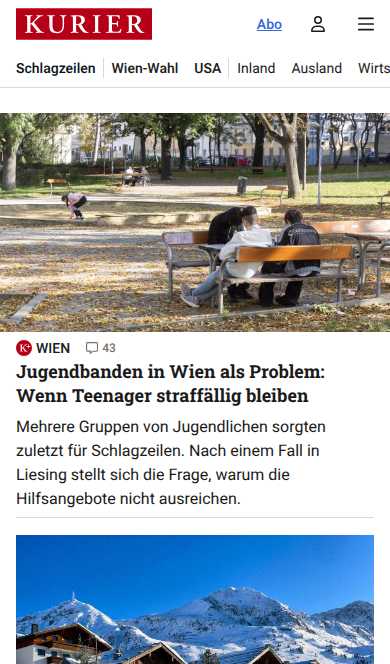 KURIER
Abo
Schlagzeilen
Wien-Wahl
USA
Inland
Ausland
Wirts
K+ WIEN 43
Jugendbanden in Wien als Problem:
Wenn Teenager straffällig bleiben
Mehrere Gruppen von Jugendlichen sorgten
zuletzt für Schlagzeilen. Nach einem Fall in
Liesing stellt sich die Frage, warum die
Hilfsangebote nicht ausreichen.